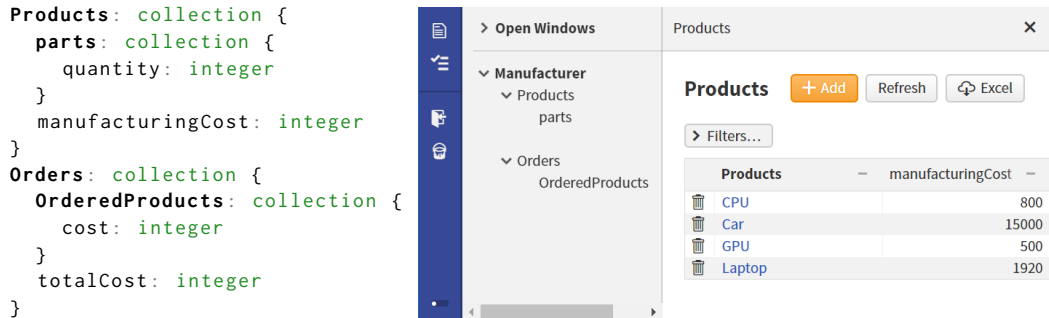 Products: collection {
  parts: collection {
    quantity: integer
  }
  manufacturingCost: integer
}
Orders: collection {
  OrderedProducts: collection {
    cost: integer
  }
  totalCost: integer
}
Open Windows
Manufacturer
Products
parts
Orders
OrderedProducts
Products
Products + Add Refresh Excel
Filters...
Products manufacturingCost
CPU 800
Car 15000
GPU 500
Laptop 1920